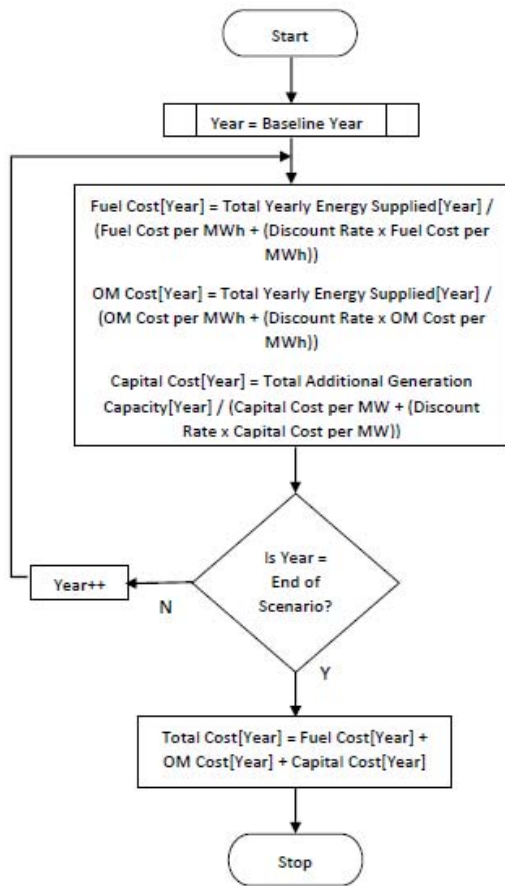 Start
Year = Baseline Year
Fuel Cost[Year] = Total Yearly Energy Supplied[Year] /
(Fuel Cost per MWh + (Discount Rate x Fuel Cost per
MWh))
OM Cost[Year] = Total Yearly Energy Supplied[Year] /
(OM Cost per MWh + (Discount Rate x OM Cost per
MWh))
Capital Cost[Year] = Total Additional Generation
Capacity[Year] / (Capital Cost per MW + (Discount
Rate x Capital Cost per MW))
Is Year =
End of
Scenario?
Year++
N
Y
Total Cost[Year] = Fuel Cost[Year] +
OM Cost[Year] + Capital Cost[Year]
Stop